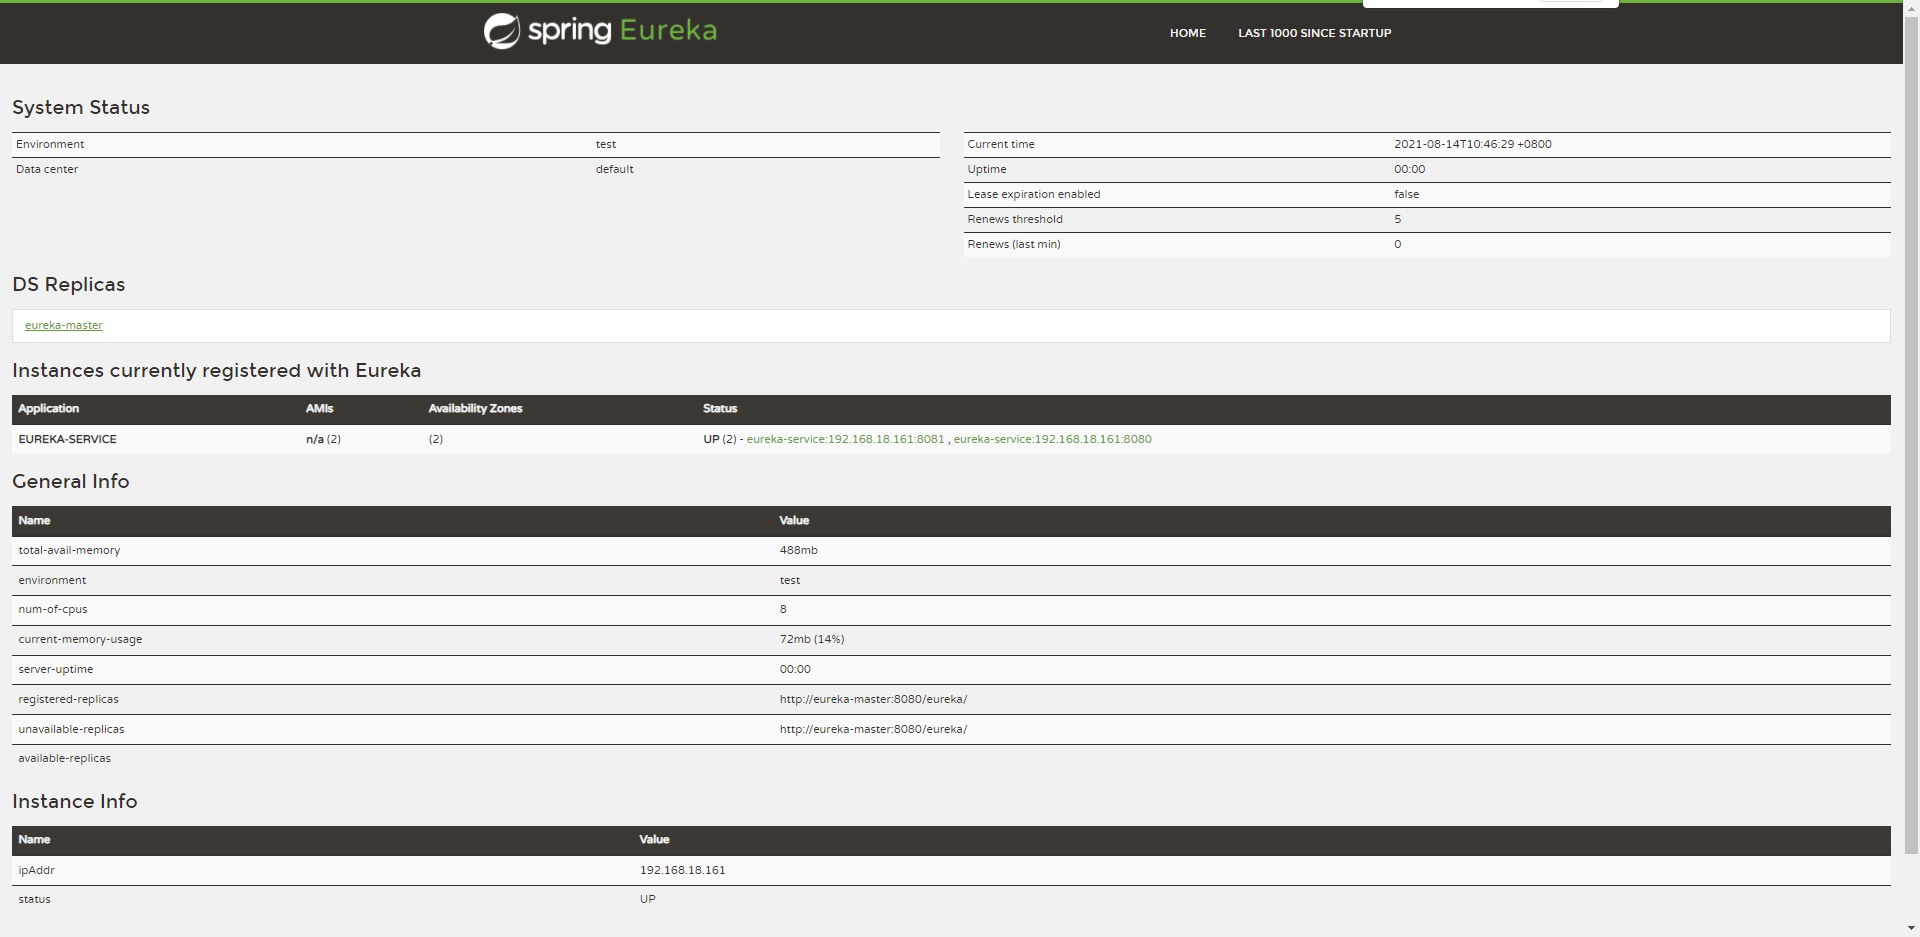 spring Eureka
HOME LAST 1000 SINCE STARTUP
System Status
Environment test
Data center default
Current time 2021-08-14T10:46:29 +0800
Uptime 00:00
Lease expiration enabled false
Renews threshold 5
Renews (last min) 0
DS Replicas
eureka-master
Instances currently registered with Eureka
Application AMIs Availability Zones Status
EUREKA-SERVICE n/a (2) (2) UP (2) - eureka-service:192.168.18.161:8081 , eureka-service:192.168.18.161:8080
General Info
Name Value
total-avail-memory 488mb
environment test
num-of-cpus 8
current-memory-usage 72mb (14%)
server-uptime 00:00
registered-replicas http://eureka-master:8080/eureka/
unavailable-replicas http://eureka-master:8080/eureka/
available-replicas
Instance Info
Name Value
ipAddr 192.168.18.161
status UP